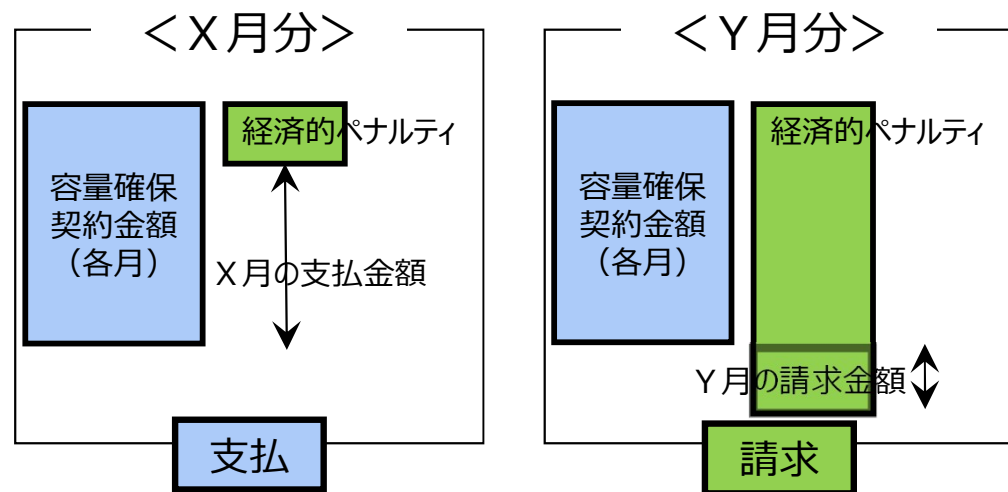 ＜Ｘ月分＞
経済的ペナルティ
容量確保
契約金額
（各月）
Ｘ月の支払金額
支払
＜Ｙ月分＞
経済的ペナルティ
容量確保
契約金額
（各月）
Ｙ月の請求金額
請求